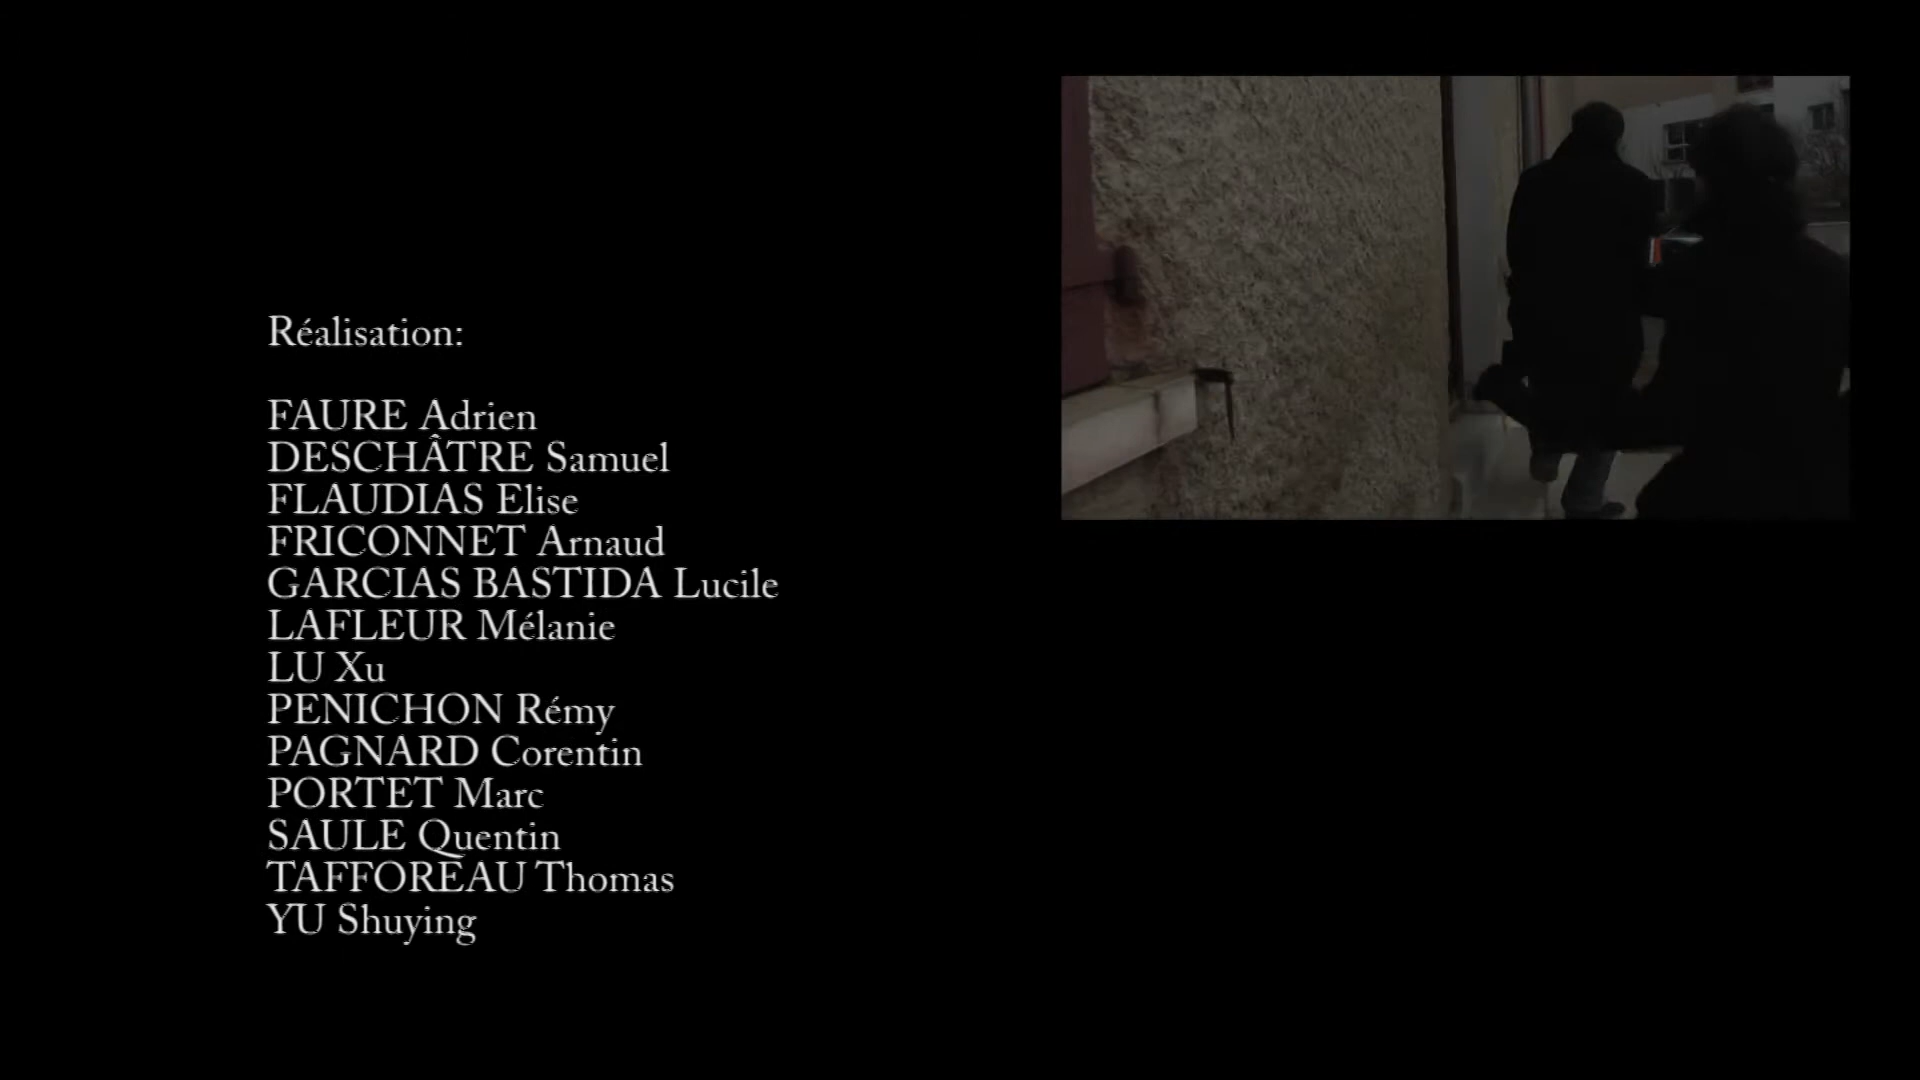 Réalisation:
FAURE Adrien
DESCHÂTRE Samuel
FLAUDIAS Elise
FRICONNET Arnaud
GARCIAS BASTIDA Lucile
LAFLEUR Mélanie
LU Xu
PENICHON Rémy
PAGNARD Corentin
PORTET Marc
SAULE Quentin
TAFFOREAU Thomas
YU Shuying